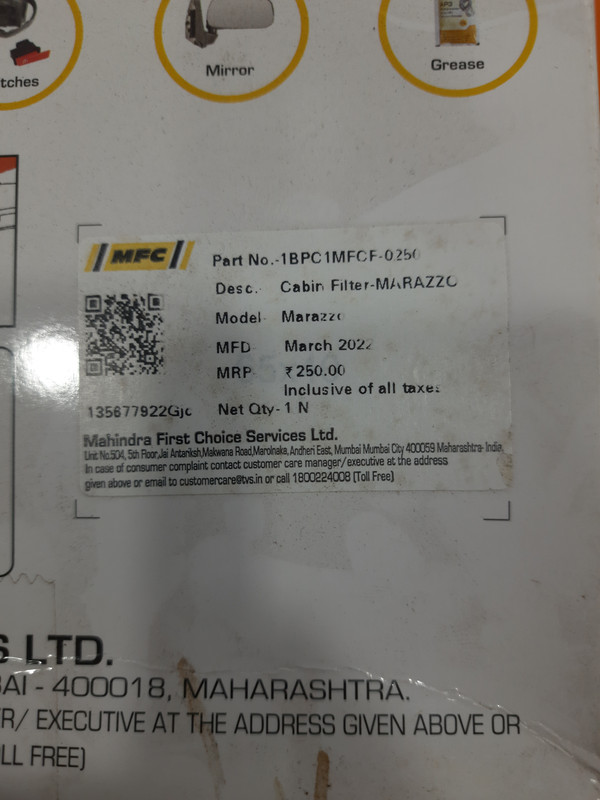 tches
Mirror
Grease
MFC
Part No.-1BPC1MFCF-0250
Desc.- Cabin Filter-MARAZZO
Model- Marazzo
MFD- March 2022
MRP- ₹250.00
Inclusive of all taxes
135677922Gjc Net Qty-1 N
Mahindra First Choice Services Ltd.
Unit No.504, 5th Floor,Jai Antariksh,Makwana Road,Marolnaka,Andheri East, Mumbai Mumbai City 400059 Maharashtra-India,
In case of consumer complaint contact customer care manager/executive at the address
given above or email to customercare@tvs.in or call 1800224008 (Toll Free)
S LTD.
BAI - 400018, MAHARASHTRA.
ER/ EXECUTIVE AT THE ADDRESS GIVEN ABOVE OR
LL FREE)